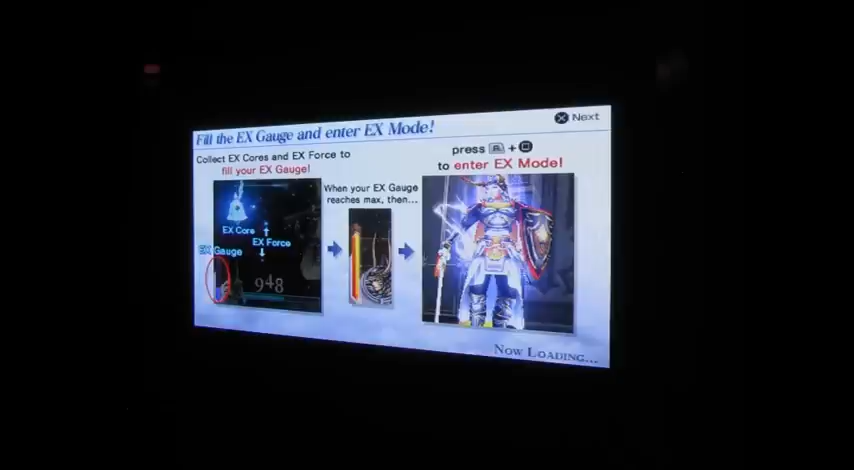 Next
Fill the EX Gauge and enter EX Mode!
Collect EX Cores and EX Force to
fill your EX Gauge!
When your EX Gauge
reaches max, then...
press R +
to enter EX Mode!
EX Core
EX Force
EX Gauge
948
Now Loading...